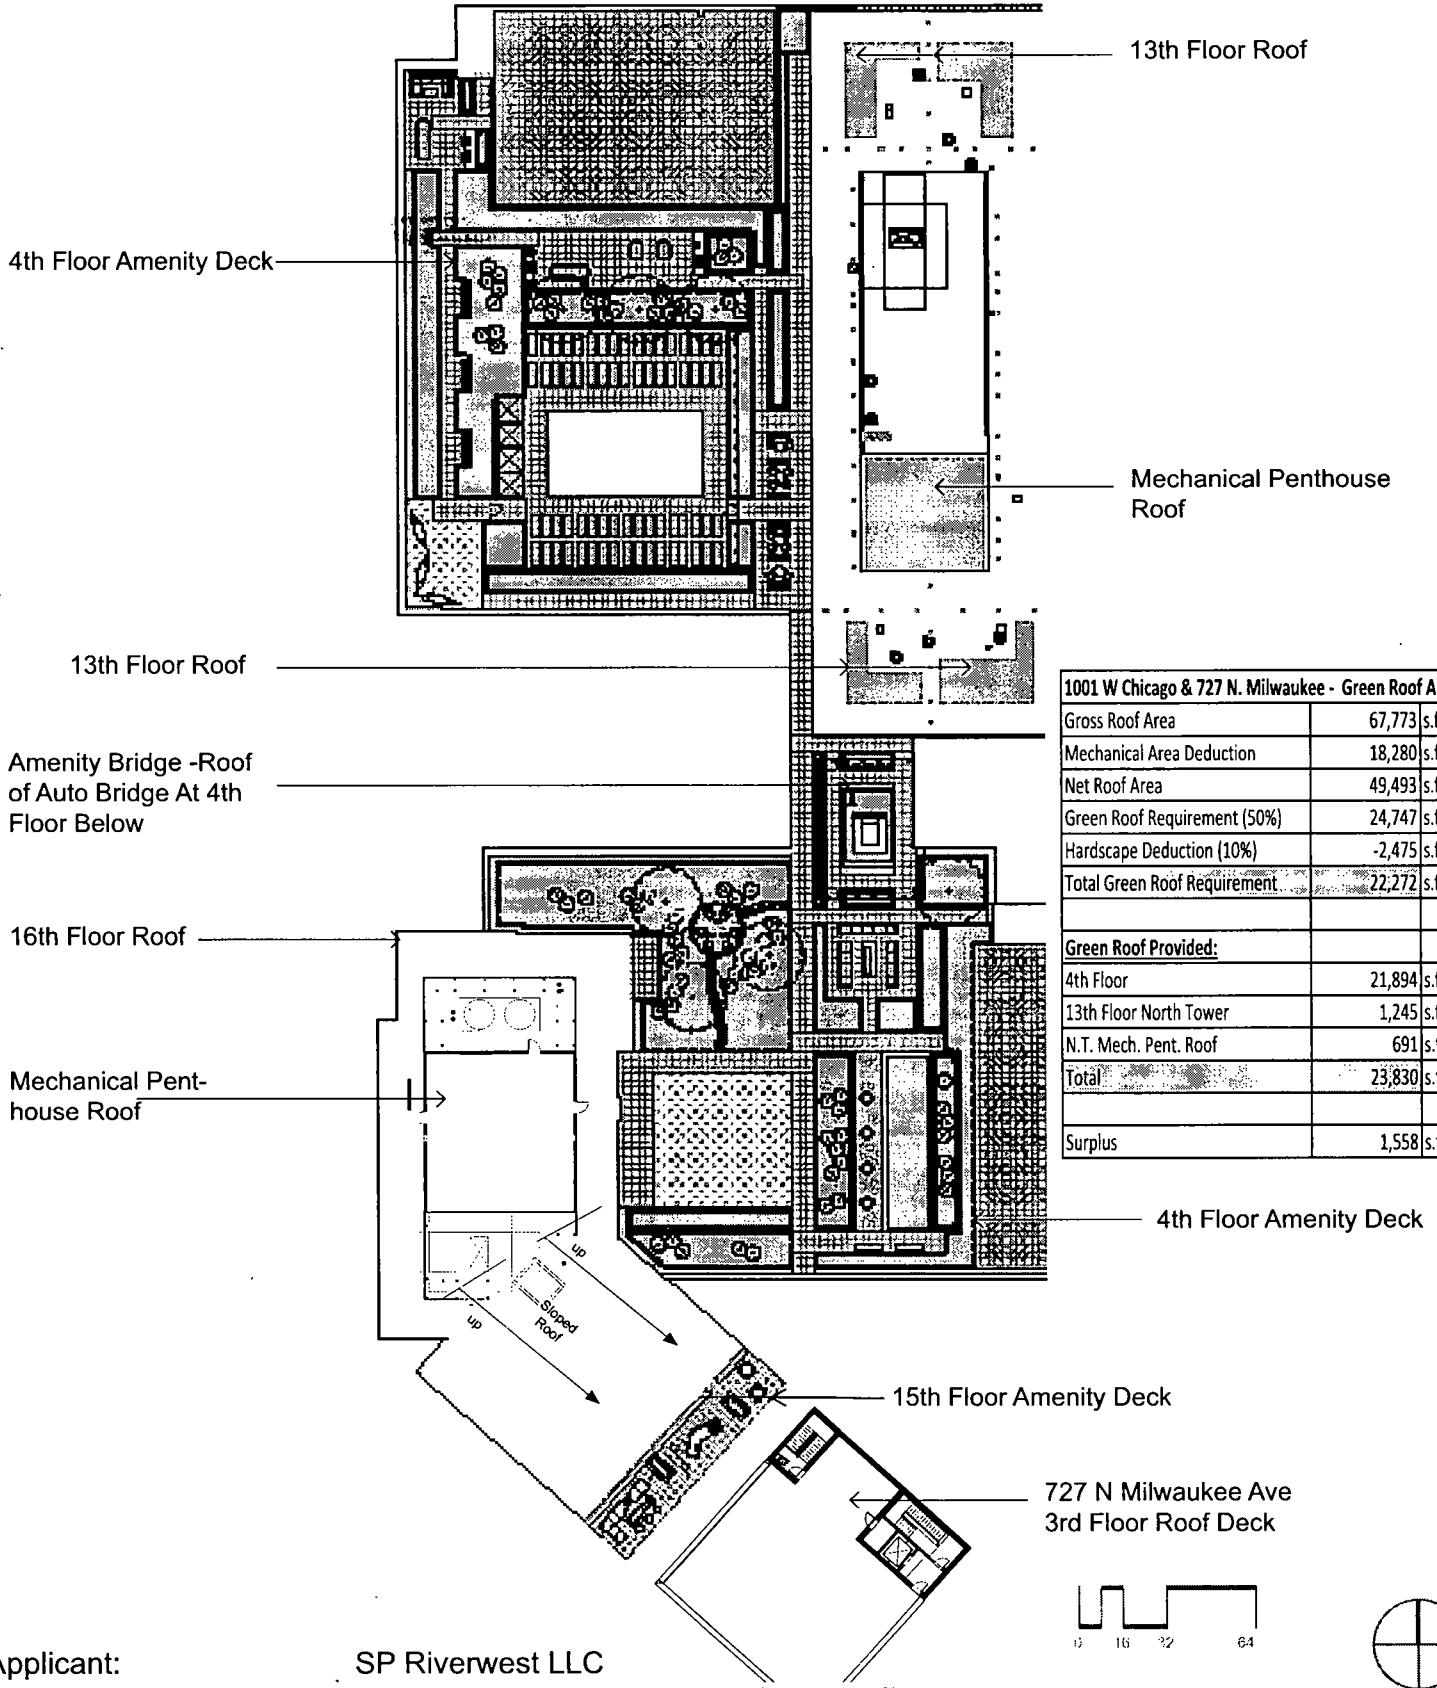 13th Floor Roof
4th Floor Amenity Deck
Mechanical Penthouse
Roof
13th Floor Roof
1001 W Chicago & 727 N. Milwaukee - Green Roof A
Gross Roof Area 67,773 s.f
Mechanical Area Deduction 18,280 s.f
Net Roof Area 49,493 s.f
Green Roof Requirement (50%) 24,747 s.f
Hardscape Deduction (10%) -2,475 s.f
Total Green Roof Requirement 22,272 s.f
Green Roof Provided:
4th Floor 21,894 s.f
13th Floor North Tower 1,245 s.f
N.T. Mech. Pent. Roof 691 s.f
Total 23,830 s.f
Surplus 1,558 s.f
Amenity Bridge -Roof
of Auto Bridge At 4th
Floor Below
16th Floor Roof
Mechanical Pent-
house Roof
4th Floor Amenity Deck
up
up
Sloped
Roof
15th Floor Amenity Deck
727 N Milwaukee Ave
3rd Floor Roof Deck
0 16 32 64
Applicant: SP Riverwest LLC